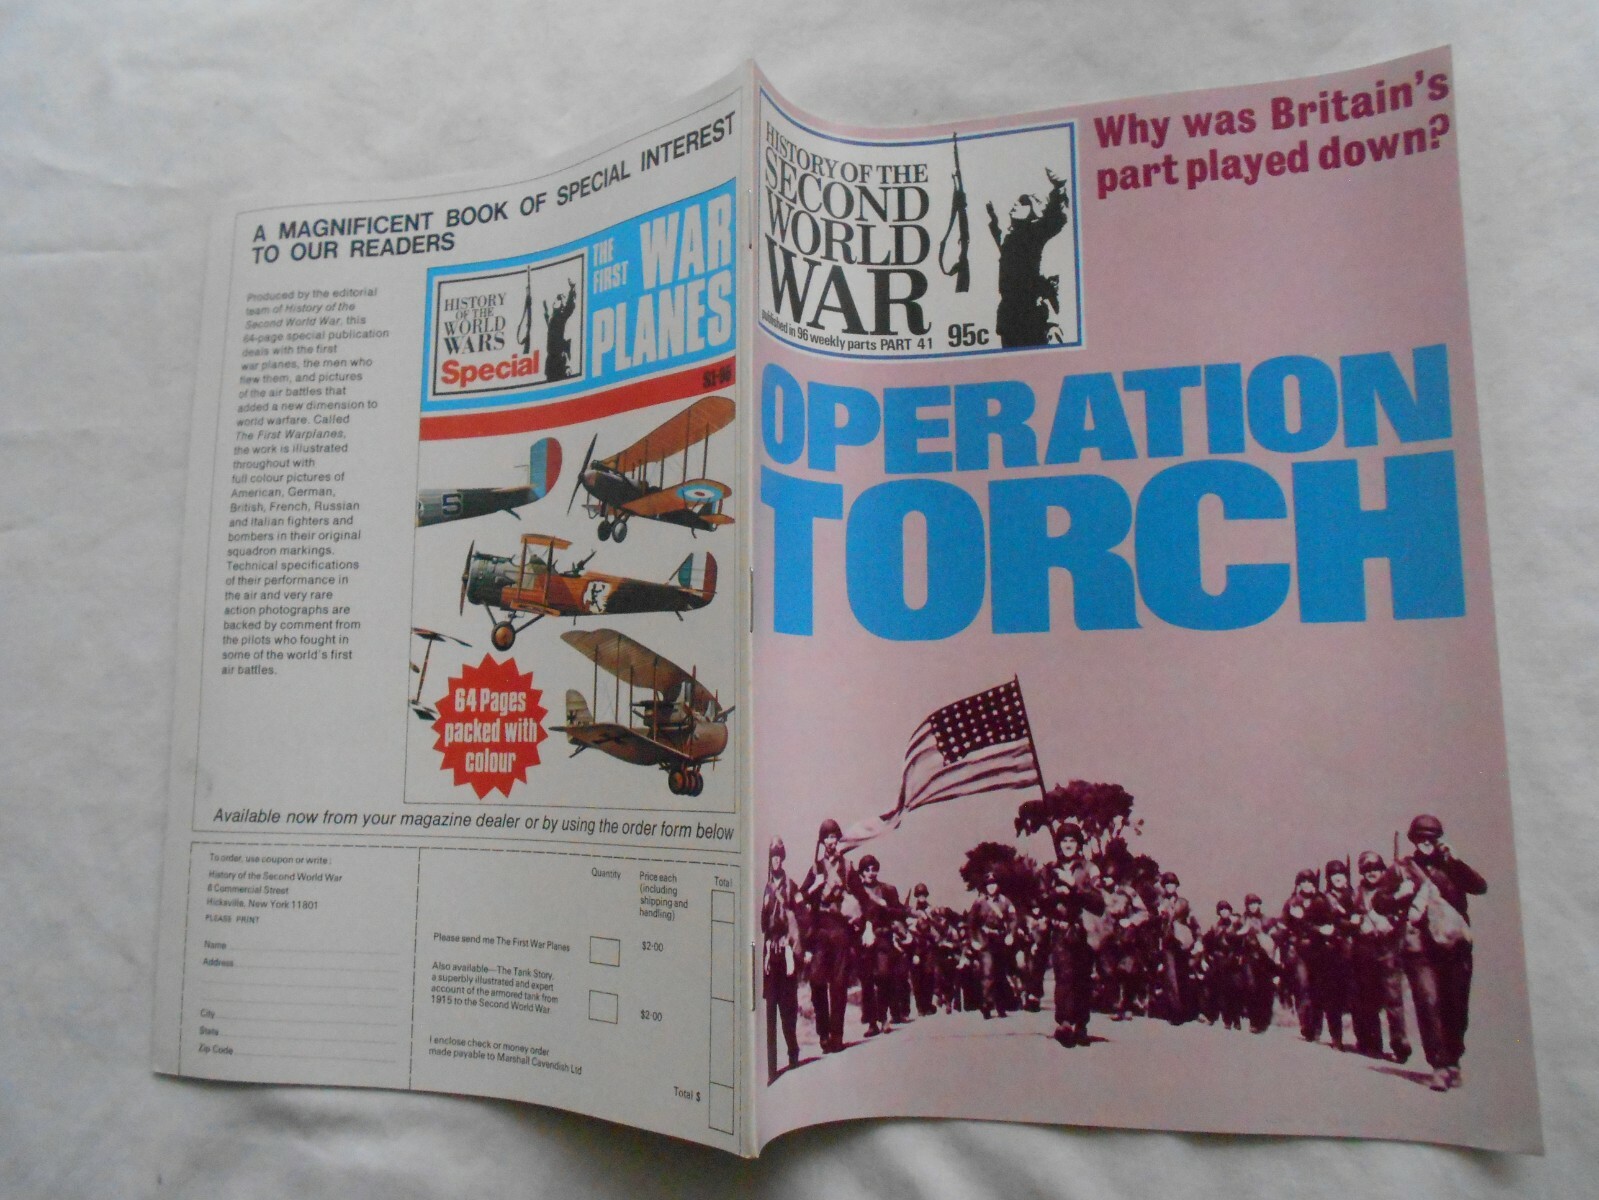 A MAGNIFICENT BOOK OF SPECIAL INTEREST
TO OUR READERS
Produced by the editorial
team of History of the
Second World War, this
64-page special publication
deals with the first
war planes, the men who
flew them, and pictures
of the air battles that
added a new dimension to
world warfare. Called
The First Warplanes,
the work is illustrated
throughout with
full colour pictures of
American, German,
British, French, Russian
and Italian fighters and
bombers in their original
squadron markings.
Technical specifications
of their performance in
the air and very rare
action photographs are
backed by comment from
the pilots who fought in
some of the world's first
air battles.
HISTORY
OF THE
WORLD
WARS
Special
THE
FIRST
WAR
PLANES
$1·95
5
64 Pages
packed with
colour
Available now from your magazine dealer or by using the order form below
To order, use coupon or write:
History of the Second World War
6 Commercial Street
Hicksville, New York 11801
PLEASE PRINT
Name
Address
City
State
Zip Code
Quantity
Price each
(including
shipping and
handling)
Total
Please send me The First War Planes
$2·00
Also available—The Tank Story,
a superbly illustrated and expert
account of the armored tank from
1915 to the Second World War
$2·00
I enclose check or money order
made payable to Marshall Cavendish Ltd
Total $
HISTORY OF THE
SECOND
WORLD
WAR
published in 96 weekly parts PART 41
95c
Why was Britain's
part played down?
OPERATION
TORCH